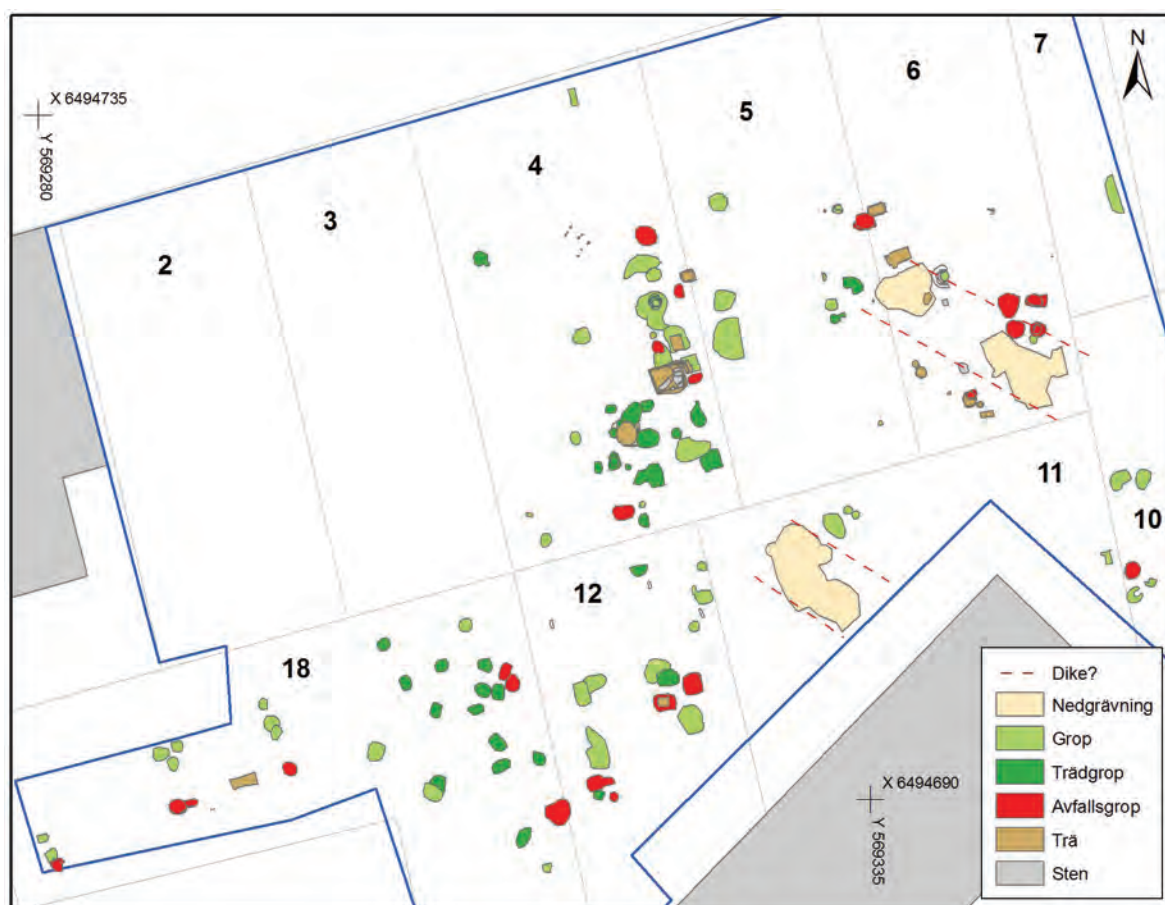 N
7
6
5
4
3
2
X 6494735
Y 569280
11
10
12
18
X 6494690
Y 569335
Dike?
Nedgrävning
Grop
Trädgrop
Avfallsgrop
Trä
Sten